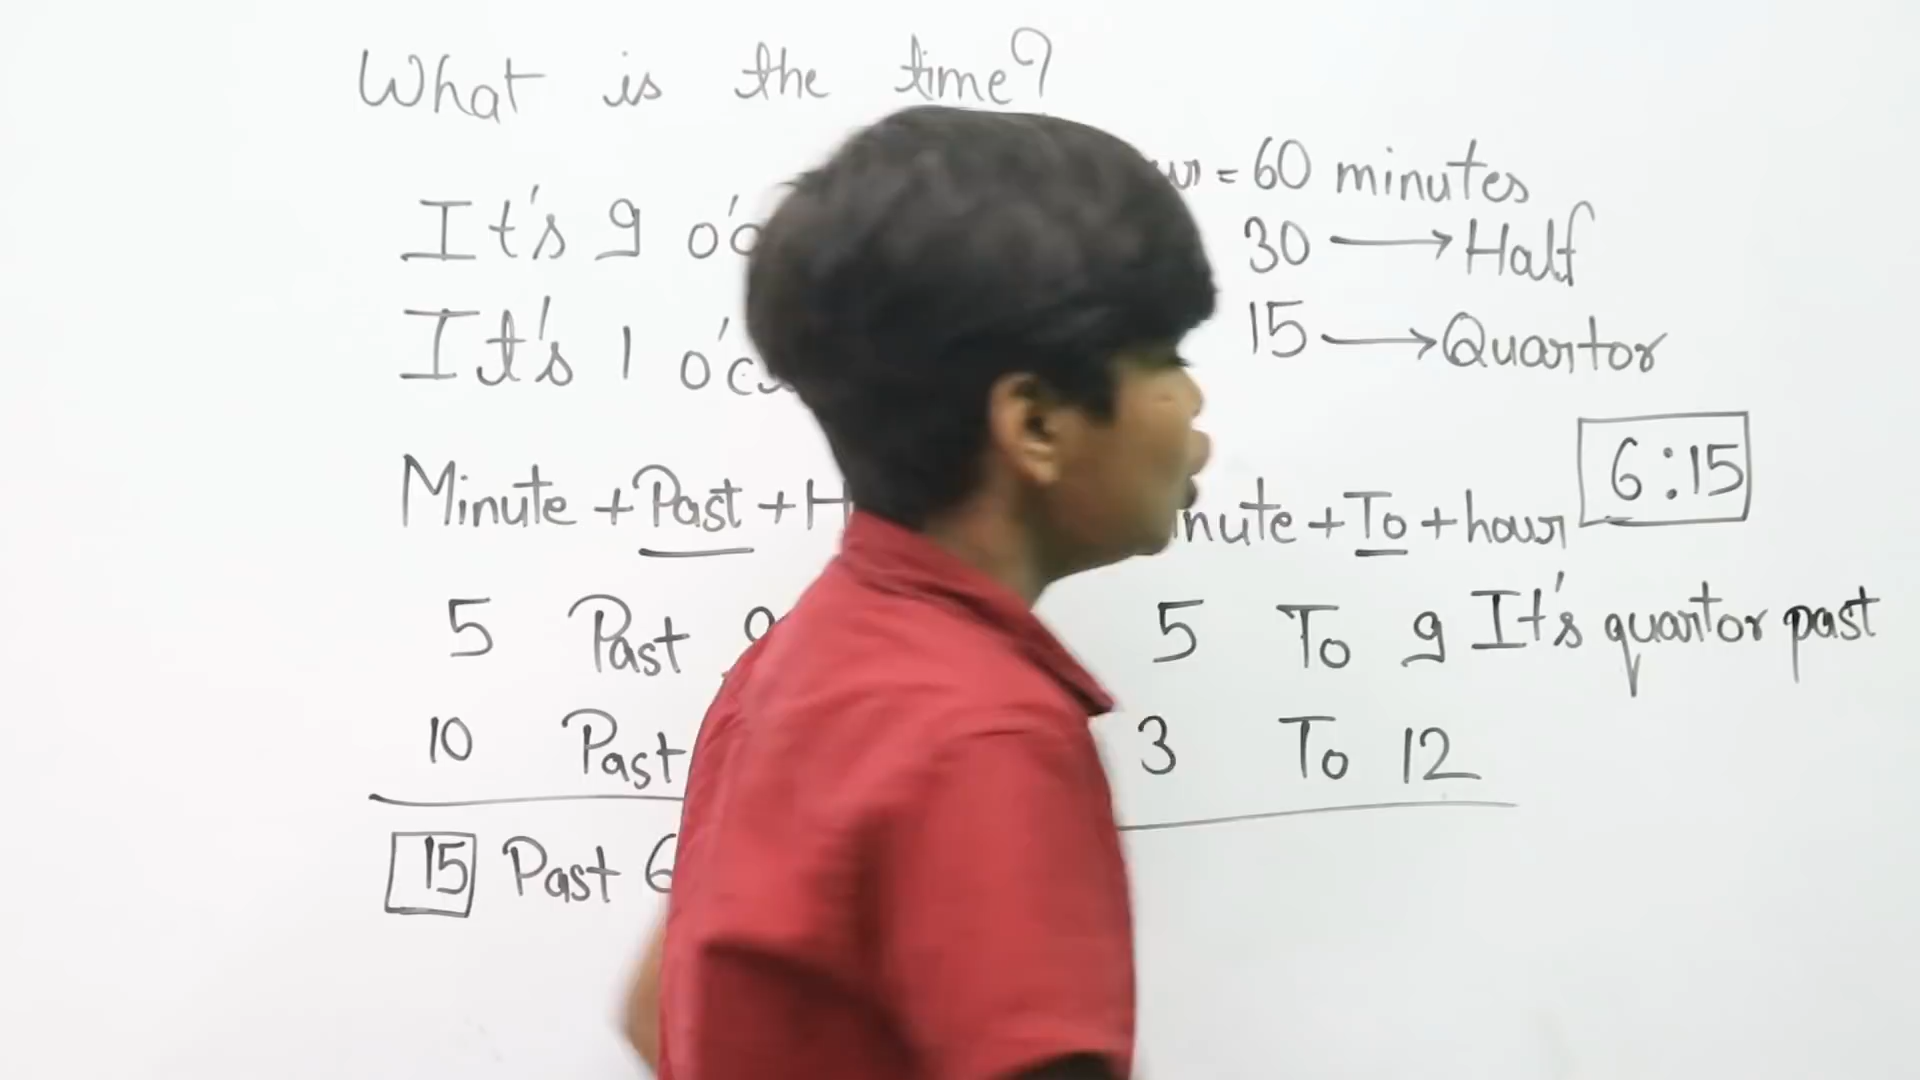 What is the time?
= 60 minutes
It's 9
30 → Half
It's 1
15 → Quartor
6:15
Minute + Past +
+ To + hour
5 Past
5 To 9
It's quartor past
10 Past
3 To 12
15 Past 6